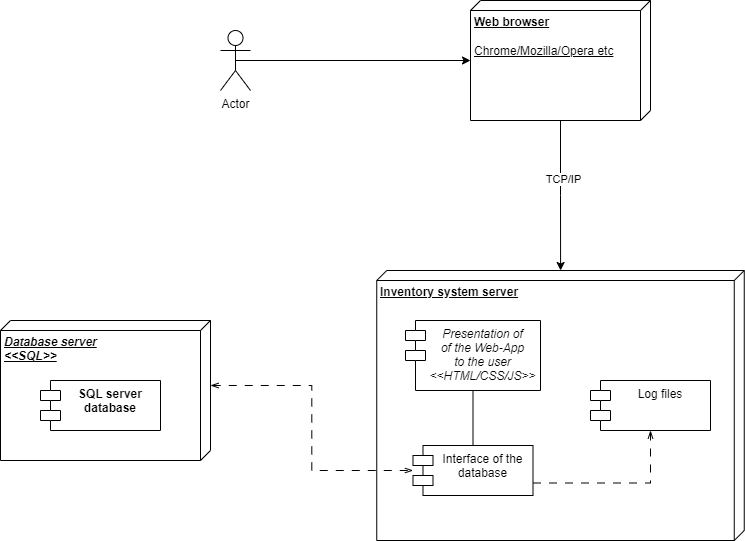 Web browser
Chrome/Mozilla/Opera etc
Actor
TCP/IP
Inventory system server
Presentation of
of the Web-App
to the user
<<HTML/CSS/JS>>
Log files
Interface of the
database
Database server
<<SQL>>
SQL server
database